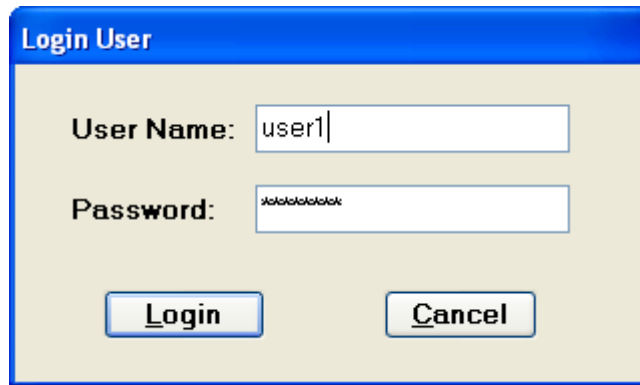 Login User
User Name: user1
Password: *********
Login Cancel